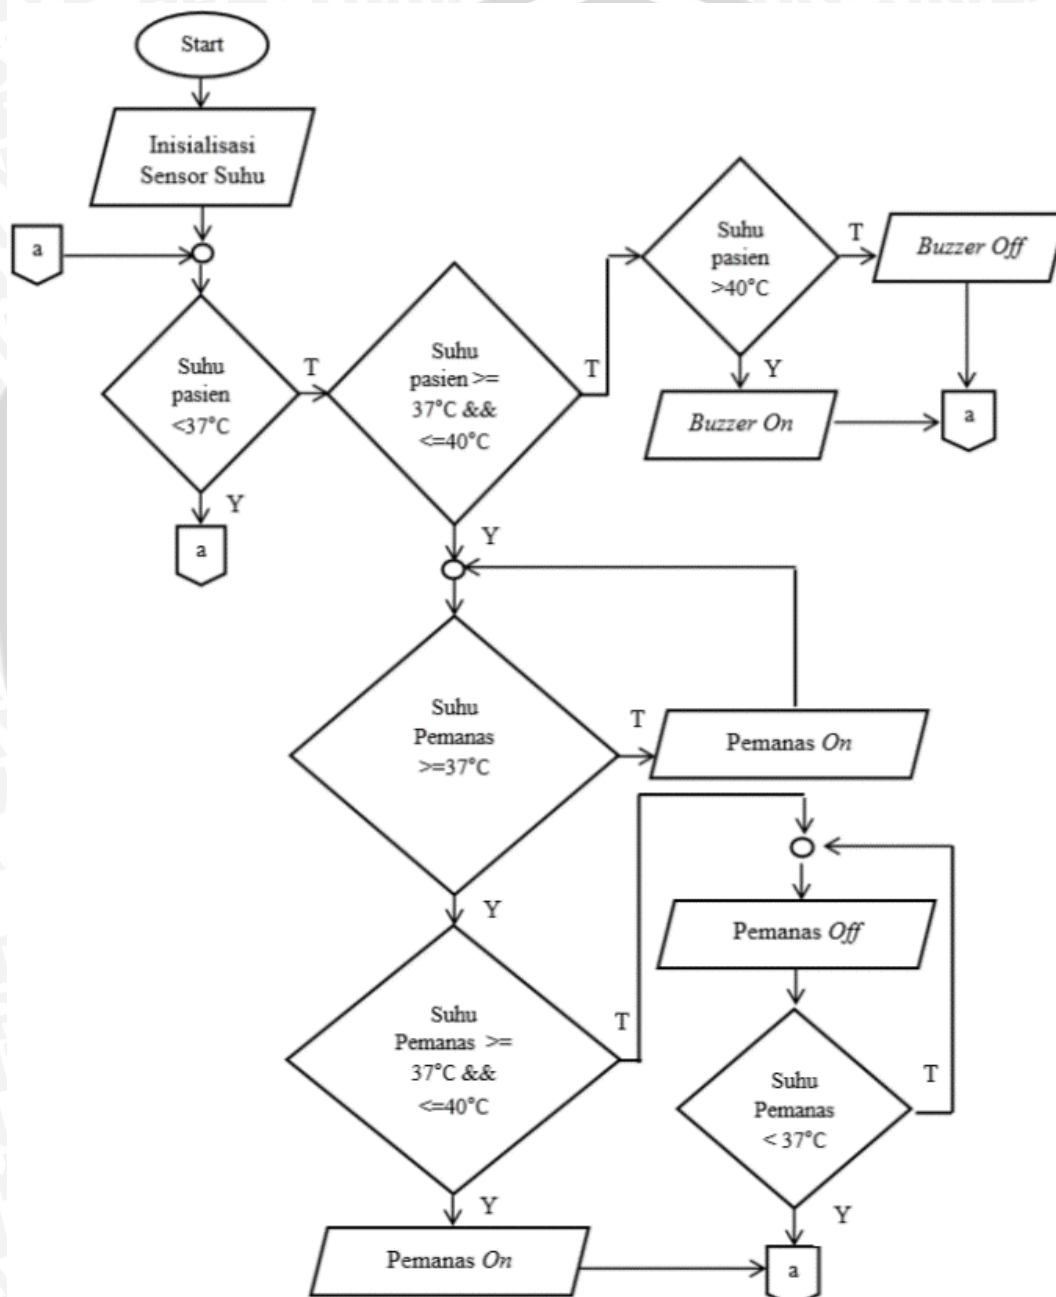 Start
Inisialisasi
Sensor Suhu
a
Suhu
pasien
<37°C
T
Y
a
Suhu
pasien >=
37°C &&
<=40°C
T
Y
Suhu
pasien
>40°C
T
Buzzer Off
Y
Buzzer On
a
Suhu
Pemanas
>=37°C
T
Pemanas On
Y
Suhu
Pemanas >=
37°C &&
<=40°C
T
Pemanas Off
Suhu
Pemanas
< 37°C
T
Y
Y
Pemanas On
a